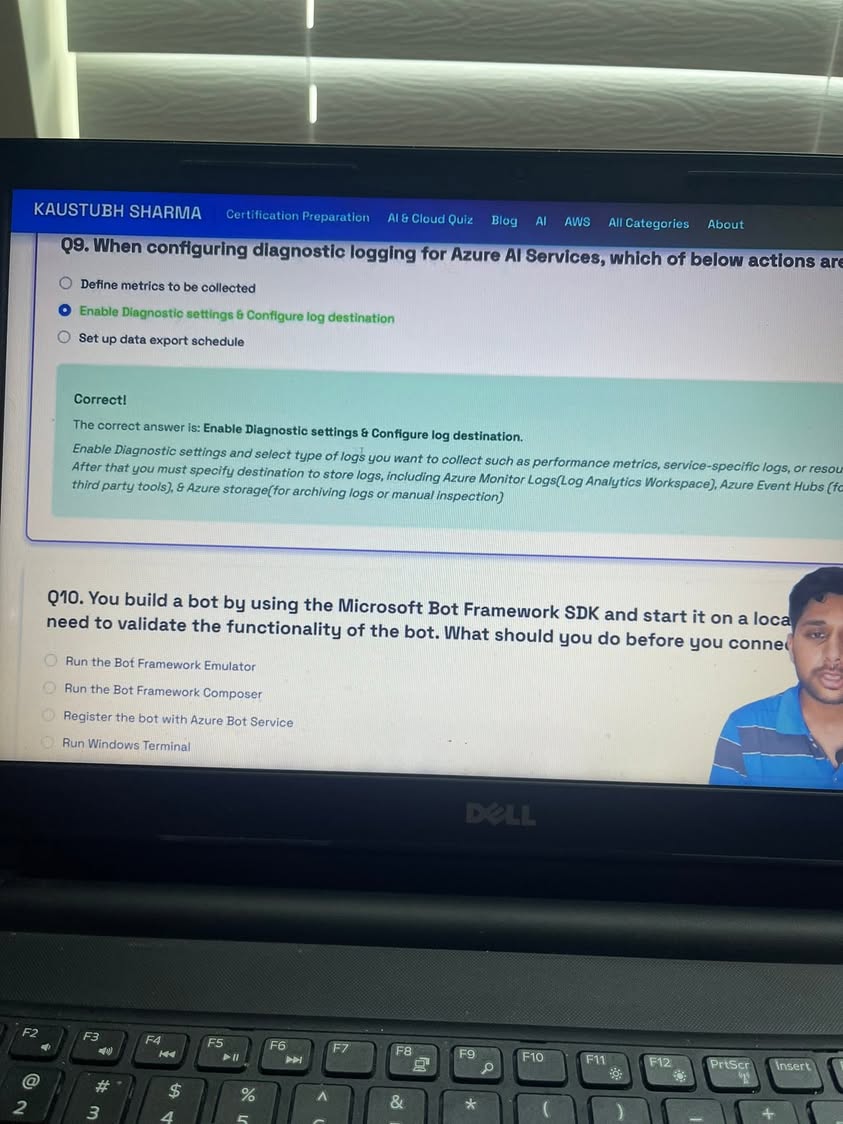 KAUSTUBH SHARMA Certification Preparation AI & Cloud Quiz Blog AI AWS All Categories About
Q9. When configuring diagnostic logging for Azure AI Services, which of below actions are
Define metrics to be collected
Enable Diagnostic settings & Configure log destination
Set up data export schedule
Correct!
The correct answer is: Enable Diagnostic settings & Configure log destination.
Enable Diagnostic settings and select type of logs you want to collect such as performance metrics, service-specific logs, or resou
After that you must specify destination to store logs, including Azure Monitor Logs(Log Analytics Workspace), Azure Event Hubs (fo
third party tools), & Azure storage(for archiving logs or manual inspection)
Q10. You build a bot by using the Microsoft Bot Framework SDK and start it on a loca
need to validate the functionality of the bot. What should you do before you connec
Run the Bot Framework Emulator
Run the Bot Framework Composer
Register the bot with Azure Bot Service
Run Windows Terminal
DELL
F2 F3 F4 F5 F6 F7 F8 F9 F10 F11 F12 PrtScr Insert
@ # $ % ^ & * ( ) _ +
2 3 4 5